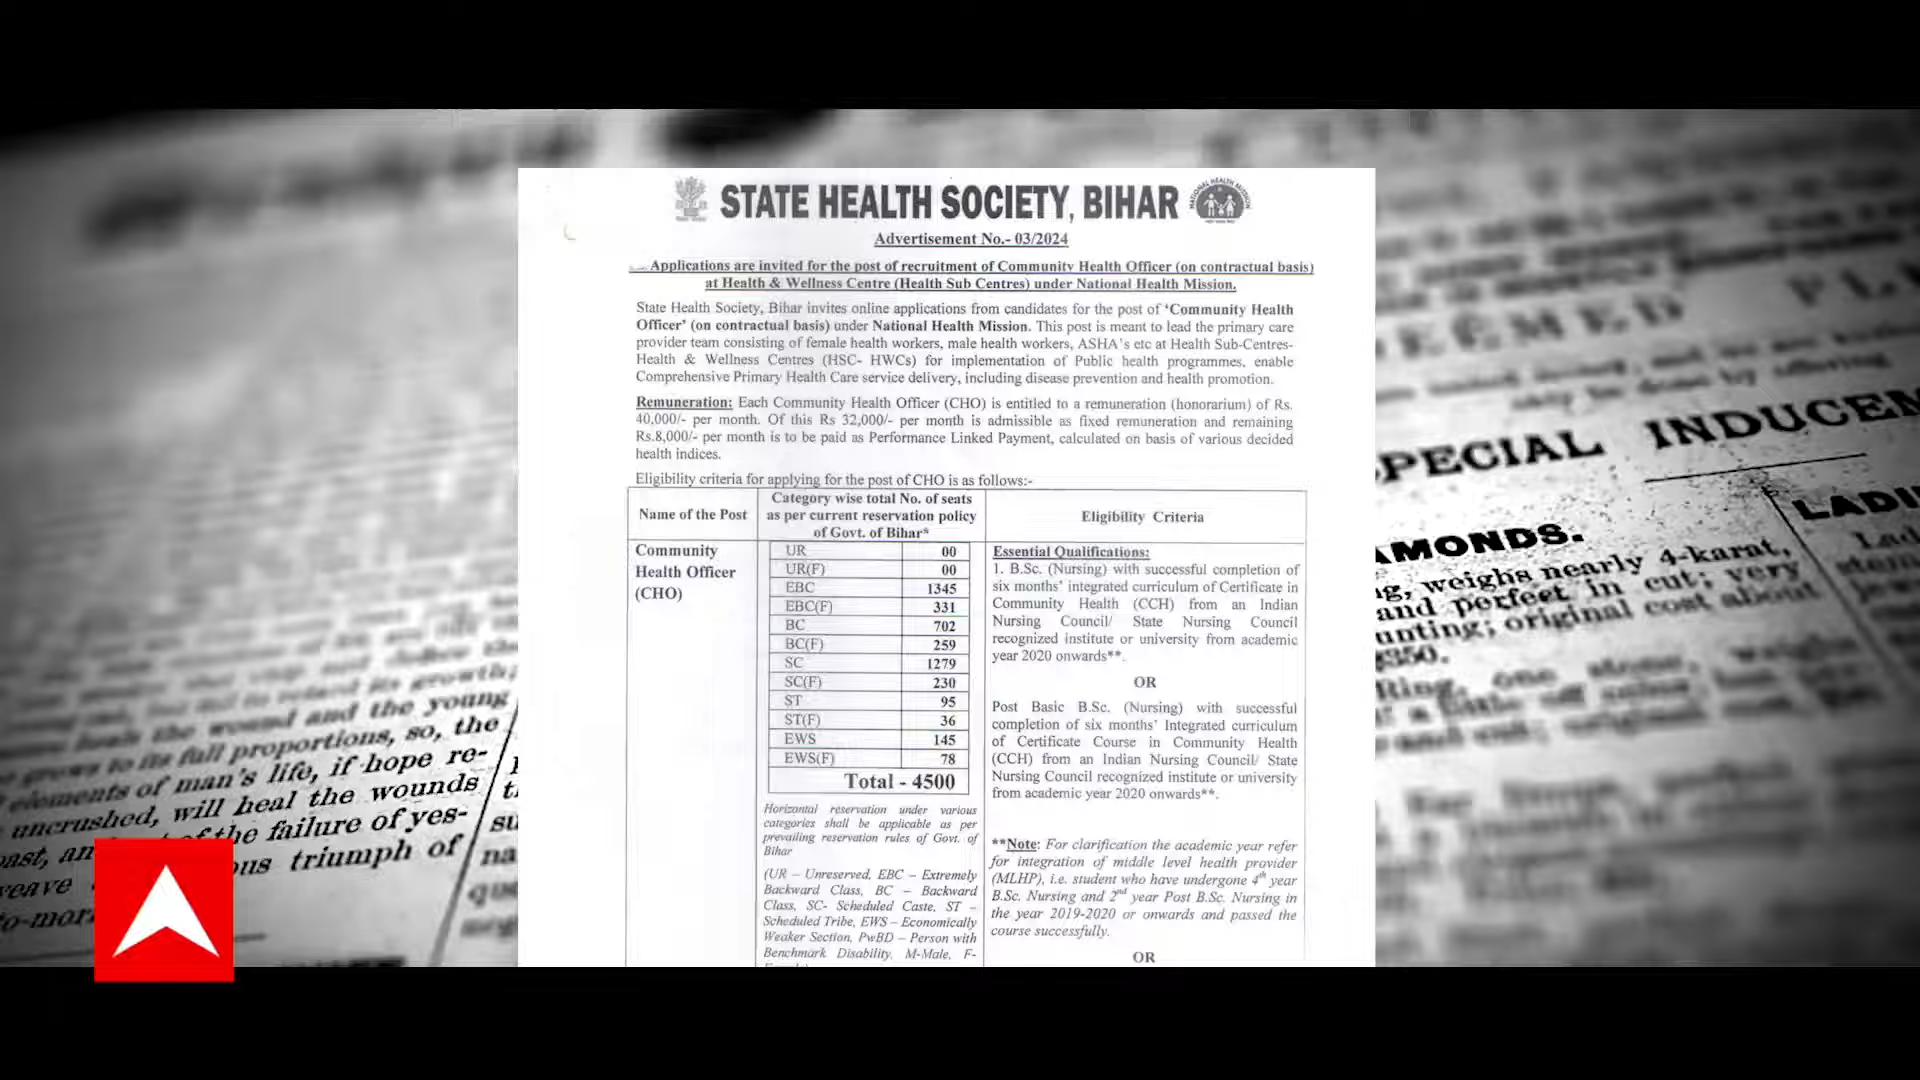 STATE HEALTH SOCIETY, BIHAR
Advertisement No.- 03/2024
Applications are invited for the post of recruitment of Community Health Officer (on contractual basis)
at Health & Wellness Centre (Health Sub Centres) under National Health Mission.
State Health Society, Bihar invites online applications from candidates for the post of ‘Community Health
Officer’ (on contractual basis) under National Health Mission. This post is meant to lead the primary care
provider team consisting of female health workers, male health workers, ASHA's etc at Health Sub-Centres-
Health & Wellness Centres (HSC- HWCs) for implementation of Public health programmes, enable
Comprehensive Primary Health Care service delivery, including disease prevention and health promotion.
Remuneration: Each Community Health Officer (CHO) is entitled to a remuneration (honorarium) of Rs.
40,000/- per month. Of this Rs 32,000/- per month is admissible as fixed remuneration and remaining
Rs.8,000/- per month is to be paid as Performance Linked Payment, calculated on basis of various decided
health indices.
Eligibility criteria for applying for the post of CHO is as follows:-
Name of the Post
Category wise total No. of seats
as per current reservation policy
of Govt. of Bihar*
Eligibility Criteria
Community
Health Officer
(CHO)
UR 00
UR(F) 00
EBC 1345
EBC(F) 331
BC 702
BC(F) 259
SC 1279
SC(F) 230
ST 95
ST(F) 36
EWS 145
EWS(F) 78
Total - 4500
Horizontal reservation under various
categories shall be applicable as per
prevailing reservation rules of Govt. of
Bihar
(UR – Unreserved, EBC – Extremely
Backward Class, BC – Backward
Class, SC- Scheduled Caste, ST –
Scheduled Tribe, EWS – Economically
Weaker Section, PwBD – Person with
Benchmark Disability, M-Male, F-
Essential Qualifications:
1. B.Sc. (Nursing) with successful completion of
six months' integrated curriculum of Certificate in
Community Health (CCH) from an Indian
Nursing Council/ State Nursing Council
recognized institute or university from academic
year 2020 onwards**.
OR
Post Basic B.Sc. (Nursing) with successful
completion of six months' Integrated curriculum
of Certificate Course in Community Health
(CCH) from an Indian Nursing Council/ State
Nursing Council recognized institute or university
from academic year 2020 onwards**.
**Note: For clarification the academic year refer
for integration of middle level health provider
(MLHP), i.e. student who have undergone 4th year
B.Sc. Nursing and 2nd year Post B.Sc. Nursing in
the year 2019-2020 or onwards and passed the
course successfully.
OR
heals the wound and the young
grows to its full proportions, so, the
elements of man's life, if hope re-
uncrushed, will heal the wounds
of the failure of yes-
triumph of
SPECIAL INDUCEM
AMONDS.
weighs nearly 4-karat,
and perfect in cut; very
original cost about
$350.